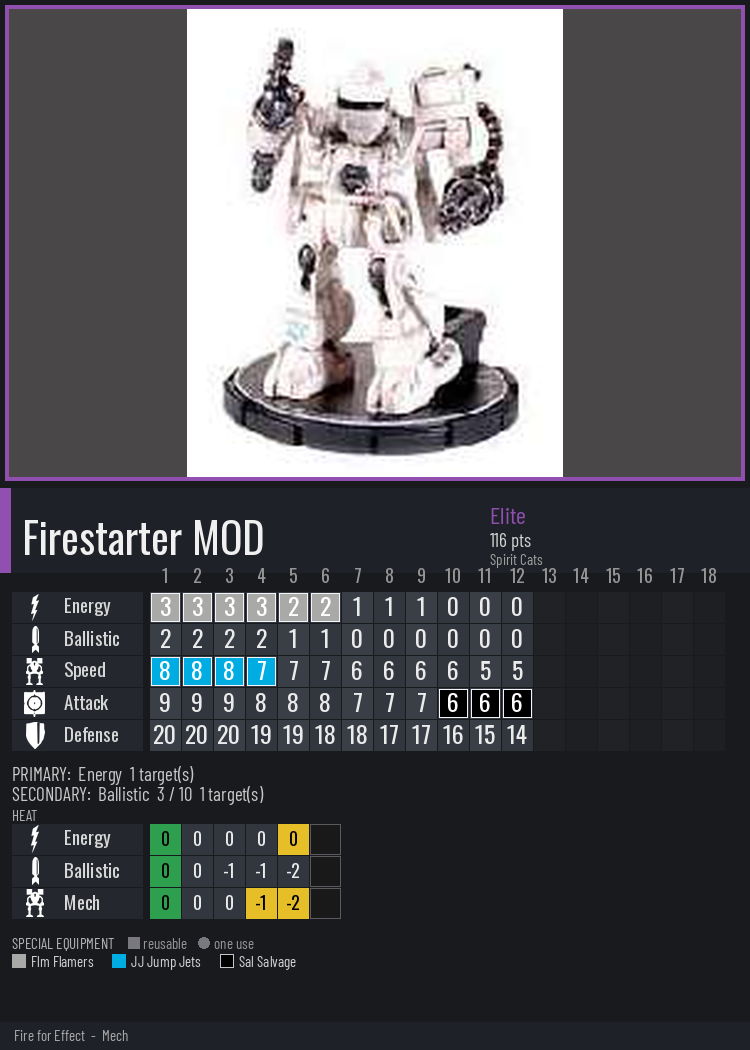 Firestarter MOD
Elite
116 pts
Spirit Cats
1 2 3 4 5 6 7 8 9 10 11 12 13 14 15 16 17 18
Energy 3 3 3 3 2 2 1 1 1 0 0 0
Ballistic 2 2 2 2 1 1 0 0 0 0 0 0
Speed 8 8 8 7 7 7 6 6 6 6 5 5
Attack 9 9 9 8 8 8 7 7 7 6 6 6
Defense 20 20 20 19 19 18 18 17 17 16 15 14
PRIMARY: Energy 1 target(s)
SECONDARY: Ballistic 3 / 10 1 target(s)
HEAT
Energy 0 0 0 0 0
Ballistic 0 0 -1 -1 -2
Mech 0 0 0 -1 -2
SPECIAL EQUIPMENT reusable one use
Flm Flamers JJ Jump Jets Sal Salvage
Fire for Effect - Mech